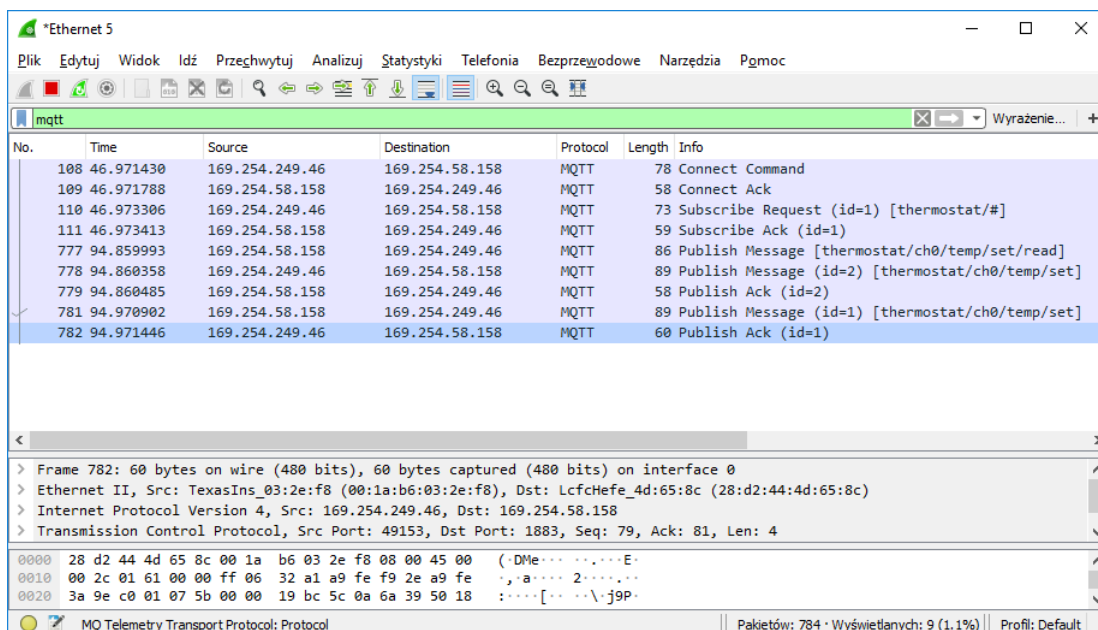 *Ethernet 5
Plik Edytuj Widok Idź Przechwytuj Analizuj Statystyki Telefonia Bezprzewodowe Narzędzia Pomoc
mqtt Wyrażenie... +
No. Time Source Destination Protocol Length Info
108 46.971430 169.254.249.46 169.254.58.158 MQTT 78 Connect Command
109 46.971788 169.254.58.158 169.254.249.46 MQTT 58 Connect Ack
110 46.973306 169.254.249.46 169.254.58.158 MQTT 73 Subscribe Request (id=1) [thermostat/#]
111 46.973413 169.254.58.158 169.254.249.46 MQTT 59 Subscribe Ack (id=1)
777 94.859993 169.254.58.158 169.254.249.46 MQTT 86 Publish Message [thermostat/ch0/temp/set/read]
778 94.860358 169.254.249.46 169.254.58.158 MQTT 89 Publish Message (id=2) [thermostat/ch0/temp/set]
779 94.860485 169.254.58.158 169.254.249.46 MQTT 58 Publish Ack (id=2)
781 94.970902 169.254.58.158 169.254.249.46 MQTT 89 Publish Message (id=1) [thermostat/ch0/temp/set]
782 94.971446 169.254.249.46 169.254.58.158 MQTT 60 Publish Ack (id=1)
> Frame 782: 60 bytes on wire (480 bits), 60 bytes captured (480 bits) on interface 0
> Ethernet II, Src: TexasIns_03:2e:f8 (00:1a:b6:03:2e:f8), Dst: LcfcHefe_4d:65:8c (28:d2:44:4d:65:8c)
> Internet Protocol Version 4, Src: 169.254.249.46, Dst: 169.254.58.158
> Transmission Control Protocol, Src Port: 49153, Dst Port: 1883, Seq: 79, Ack: 81, Len: 4
0000 28 d2 44 4d 65 8c 00 1a b6 03 2e f8 08 00 45 00 (·DMe··· ··.···E·
0010 00 2c 01 61 00 00 ff 06 32 a1 a9 fe f9 2e a9 fe ·,·a···· 2····.··
0020 3a 9e c0 01 07 5b 00 00 19 bc 5c 0a 6a 39 50 18 :····[·· ··\·j9P·
MQ Telemetry Transport Protocol: Protocol Pakietów: 784 · Wyświetlanych: 9 (1.1%) Profil: Default